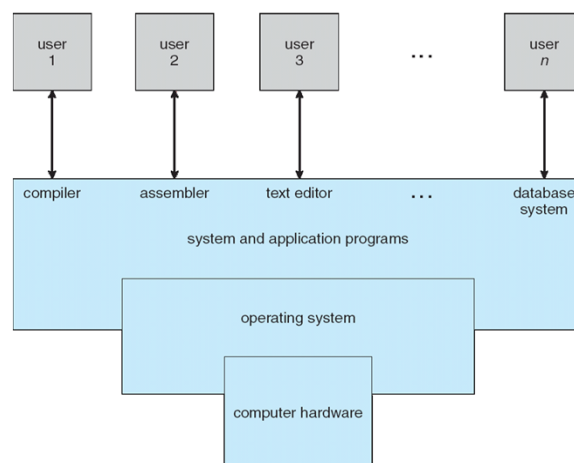 user
1
user
2
user
3
...
user
n
compiler
assembler
text editor
...
database
system
system and application programs
operating system
computer hardware